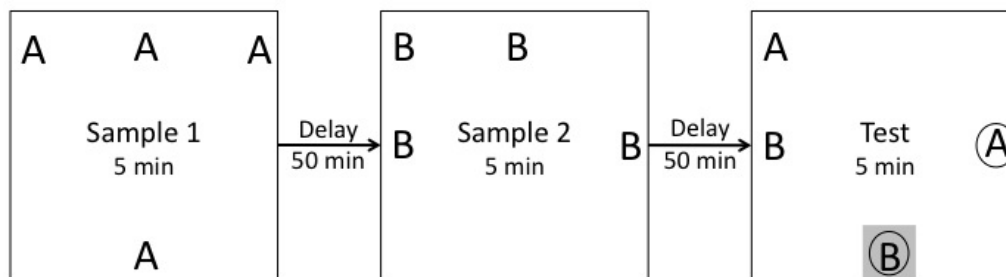 A A A
Sample 1
5 min
A
Delay
50 min
B B
B Sample 2 B
5 min
Delay
50 min
A
B Test A
5 min
B